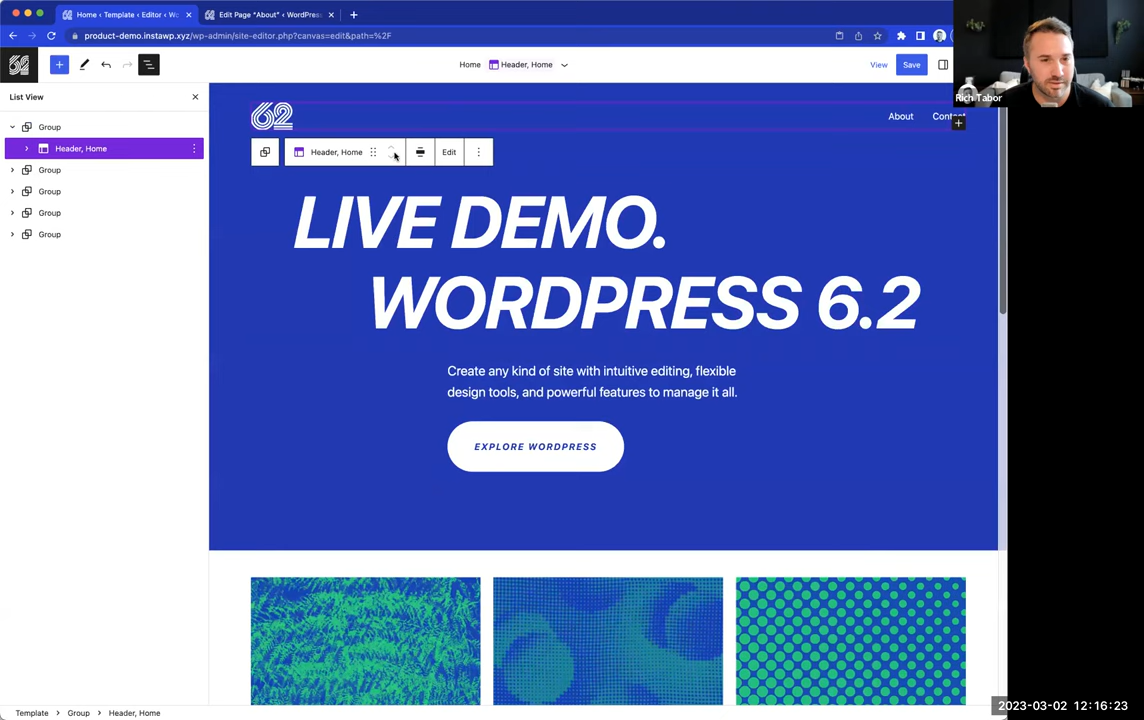 Home ‹ Template ‹ Editor ‹ Wo
Edit Page "About" ‹ WordPress
product-demo.instawp.xyz/wp-admin/site-editor.php?canvas=edit&path=%2F
Home
Header, Home
View
Save
Rich Tabor
List View
Group
Header, Home
Group
Group
Group
Group
62
About
Contact
Header, Home
Edit
LIVE DEMO.
WORDPRESS 6.2
Create any kind of site with intuitive editing, flexible
design tools, and powerful features to manage it all.
EXPLORE WORDPRESS
Template > Group > Header, Home
2023-03-02 12:16:23